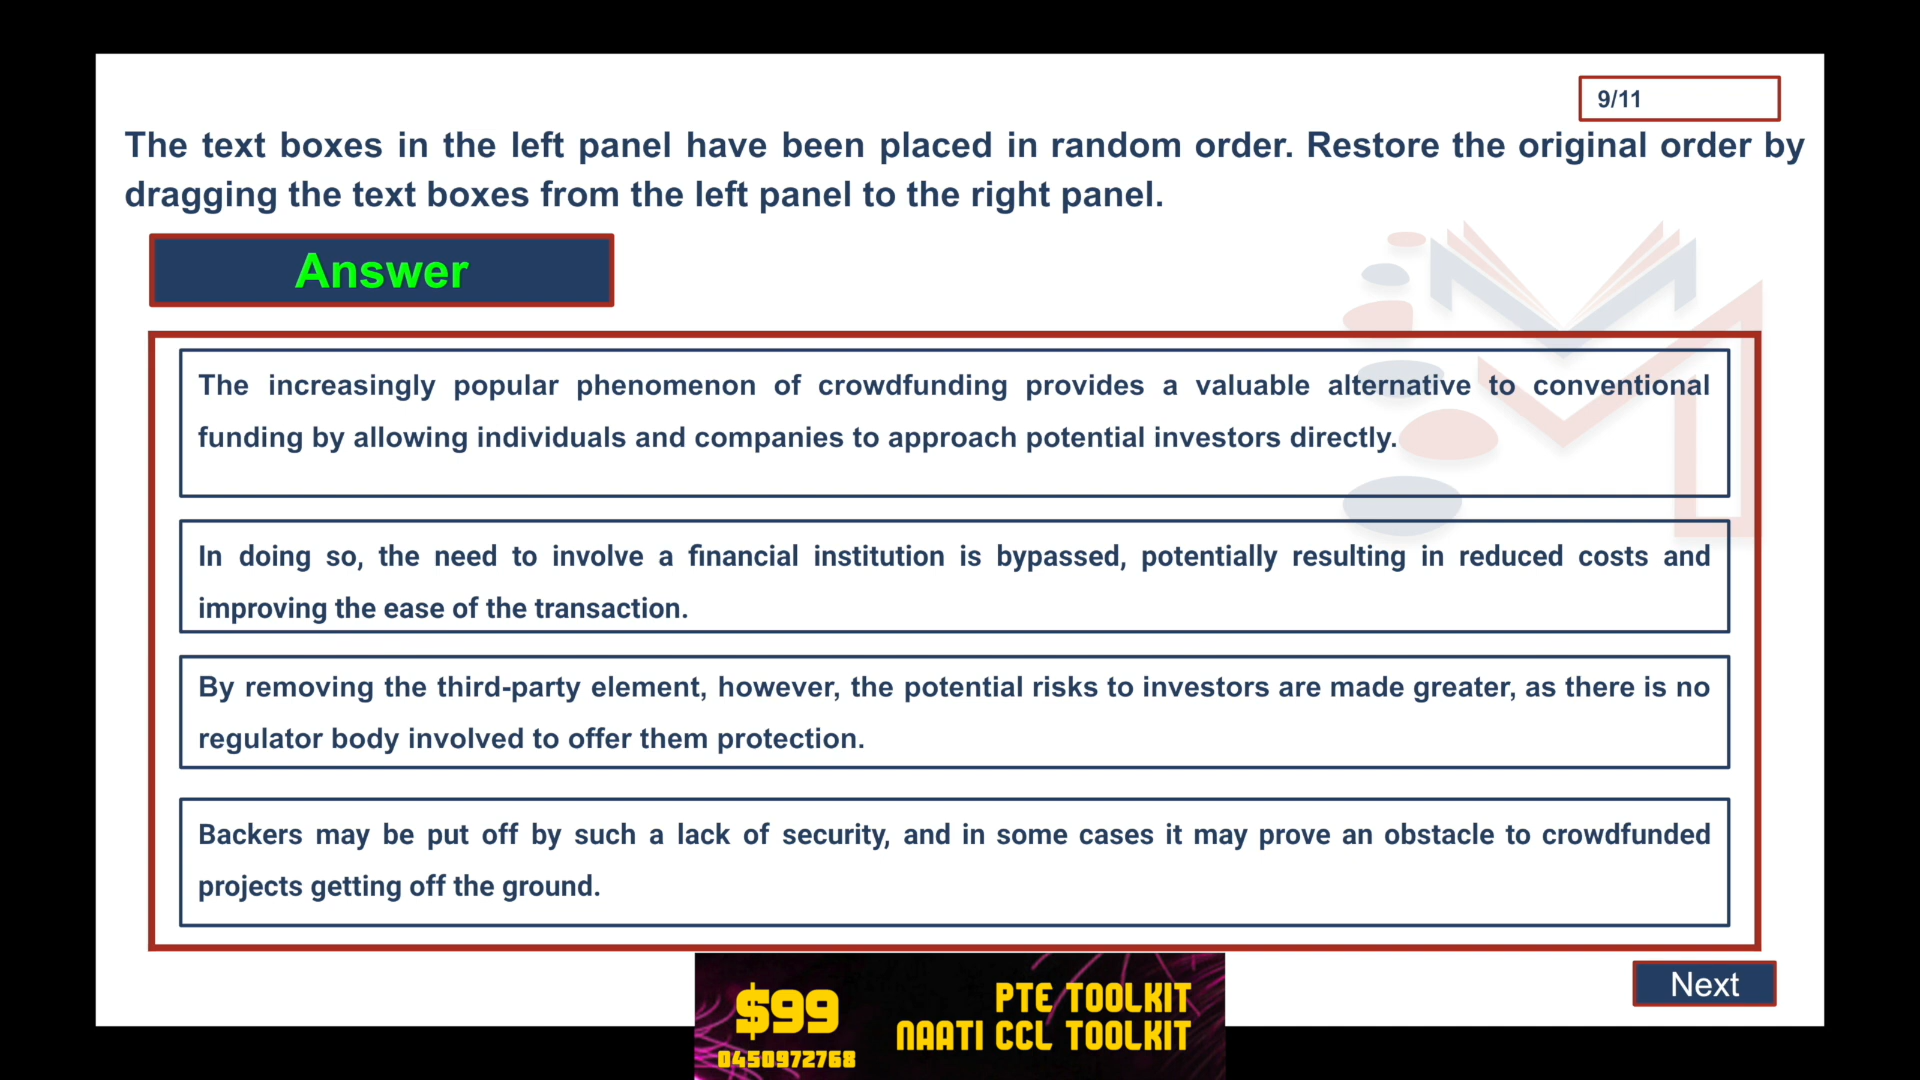 9/11
The text boxes in the left panel have been placed in random order. Restore the original order by
dragging the text boxes from the left panel to the right panel.
Answer
The increasingly popular phenomenon of crowdfunding provides a valuable alternative to conventional
funding by allowing individuals and companies to approach potential investors directly.
In doing so, the need to involve a financial institution is bypassed, potentially resulting in reduced costs and
improving the ease of the transaction.
By removing the third-party element, however, the potential risks to investors are made greater, as there is no
regulator body involved to offer them protection.
Backers may be put off by such a lack of security, and in some cases it may prove an obstacle to crowdfunded
projects getting off the ground.
Next
$99
0450972768
PTE TOOLKIT
NAATI CCL TOOLKIT